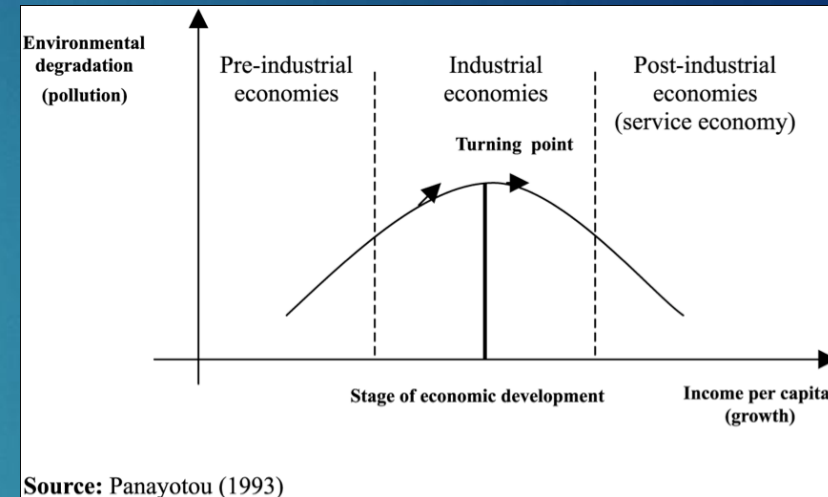 Environmental
degradation
(pollution)
Pre-industrial
economies
Industrial
economies
Post-industrial
economies
(service economy)
Turning point
Stage of economic development
Income per capita
(growth)
Source: Panayotou (1993)